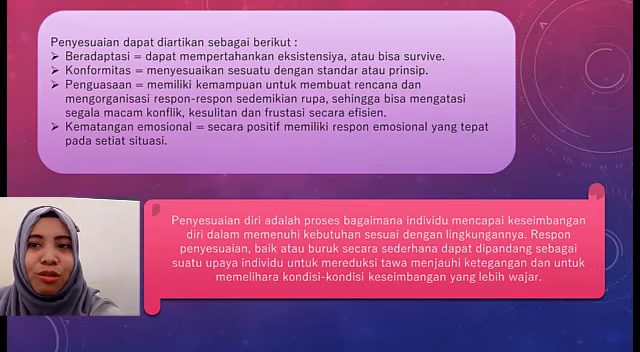 Penyesuaian dapat diartikan sebagai berikut :
➤ Beradaptasi = dapat mempertahankan eksistensiya, atau bisa survive.
➤ Konformitas = menyesuaikan sesuatu dengan standar atau prinsip.
➤ Penguasaan = memiliki kemampuan untuk membuat rencana dan
mengorganisasi respon-respon sedemikian rupa, sehingga bisa mengatasi
segala macam konflik, kesulitan dan frustasi secara efisien.
➤ Kematangan emosional = secara positif memiliki respon emosional yang tepat
pada setiat situasi.
Penyesuaian diri adalah proses bagaimana individu mencapai keseimbangan
diri dalam memenuhi kebutuhan sesuai dengan lingkungannya. Respon
penyesuaian, baik atau buruk secara sederhana dapat dipandang sebagai
suatu upaya individu untuk mereduksi tawa menjauhi ketegangan dan untuk
memelihara kondisi-kondisi keseimbangan yang lebih wajar.